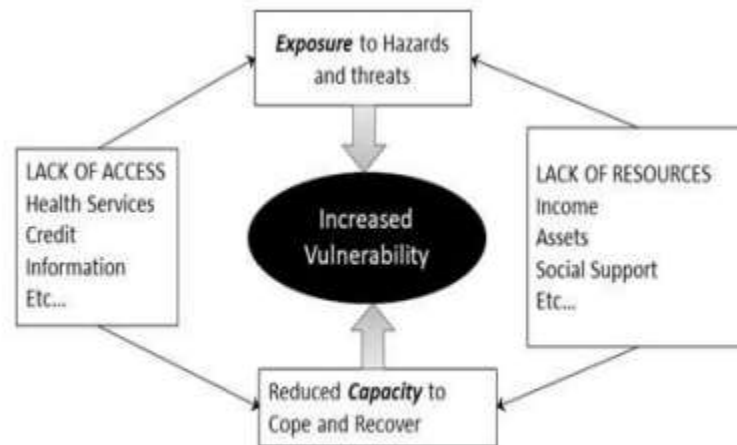 Exposure to Hazards
and threats
LACK OF ACCESS
Health Services
Credit
Information
Etc...
Increased
Vulnerability
LACK OF RESOURCES
Income
Assets
Social Support
Etc...
Reduced Capacity to
Cope and Recover